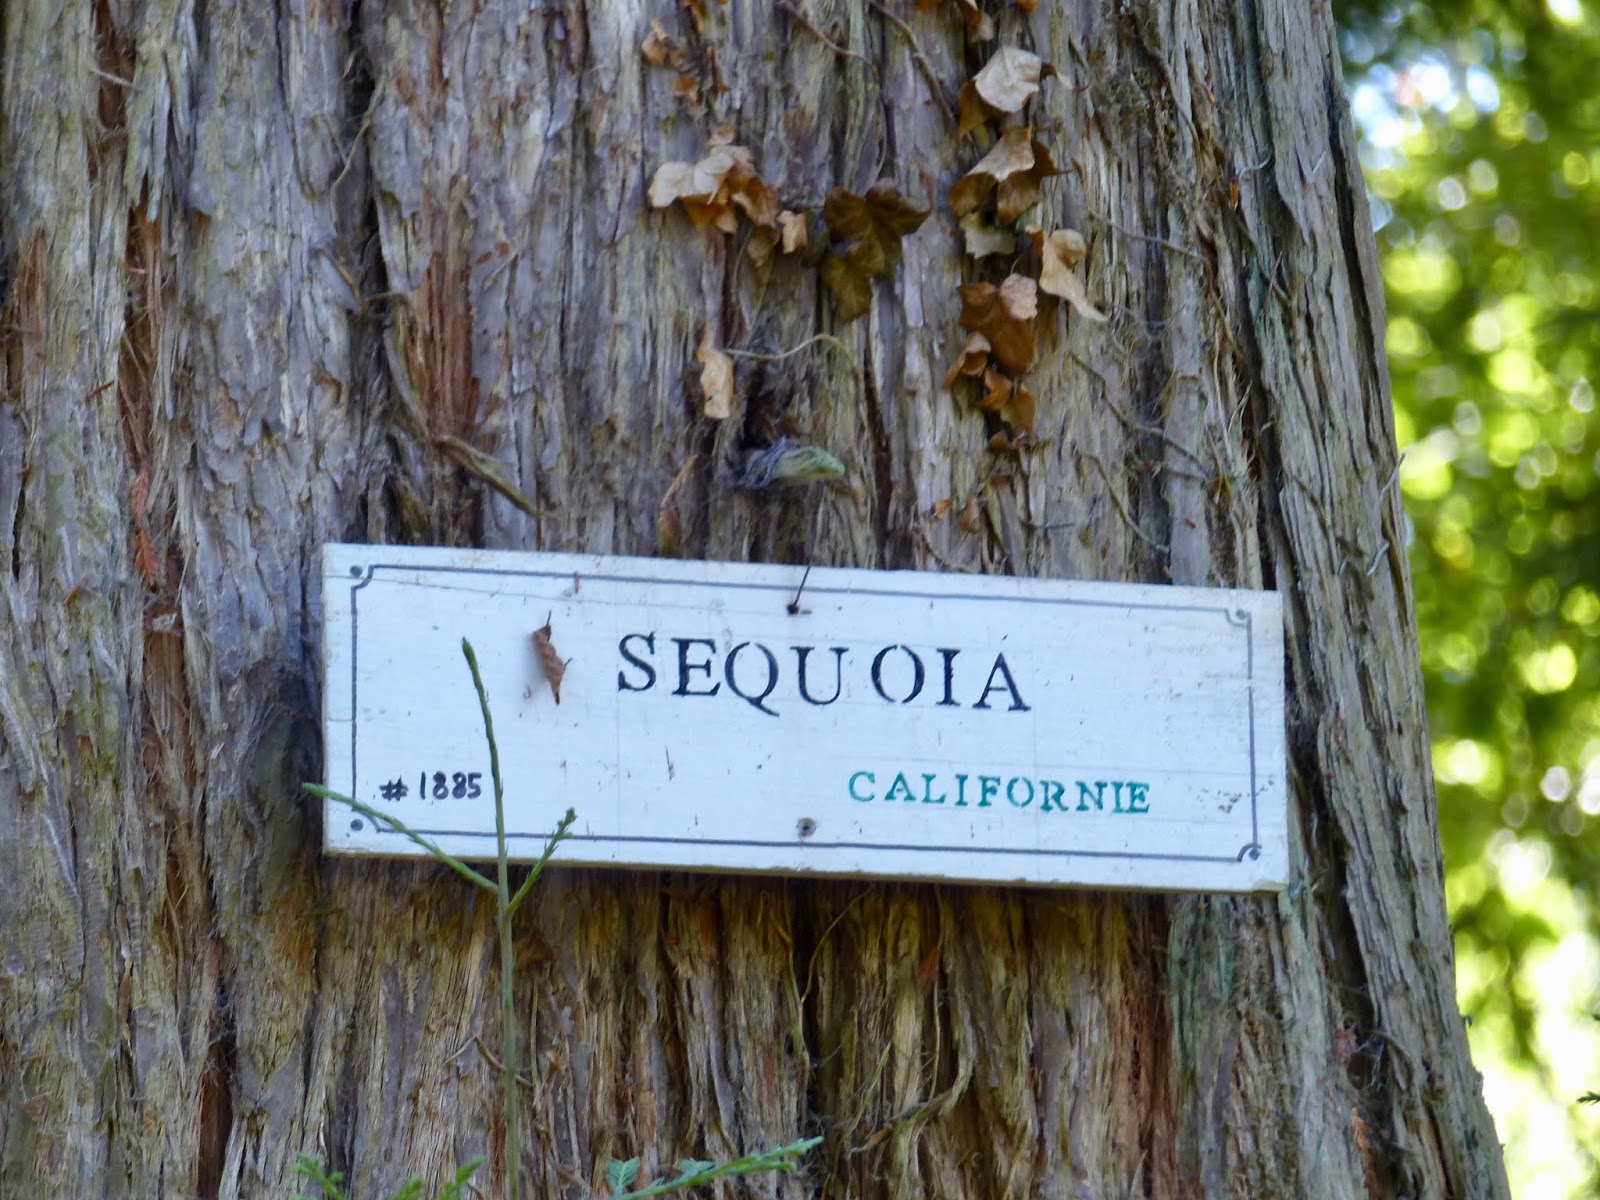 SEQUOIA
# 1885
CALIFORNIE